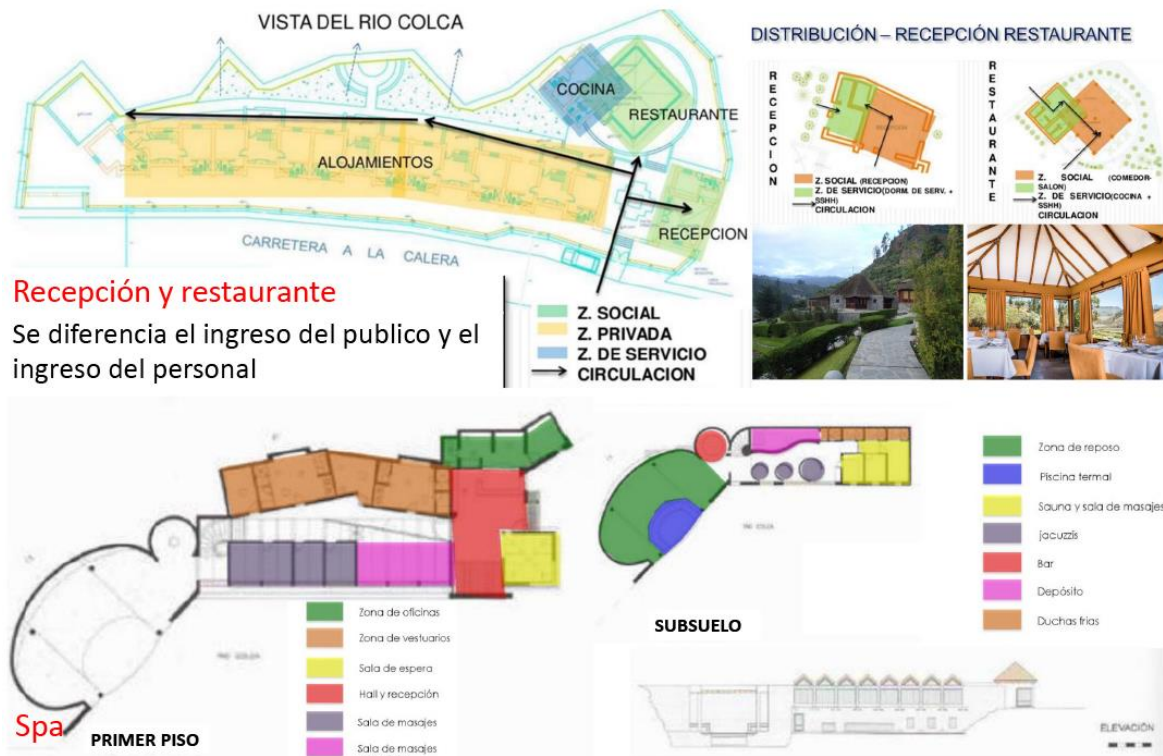 VISTA DEL RIO COLCA
COCINA
RESTAURANTE
ALOJAMIENTOS
RECEPCION
CARRETERA A LA CALERA
Z. SOCIAL
Z. PRIVADA
Z. DE SERVICIO
CIRCULACION
Recepción y restaurante
Se diferencia el ingreso del publico y el
ingreso del personal
DISTRIBUCIÓN – RECEPCIÓN RESTAURANTE
RECEPCION
Z. SOCIAL (RECEPCION)
Z. DE SERVICIO(DORM. DE SERV. +
SSHH)
CIRCULACION
RESTAURANTE
Z. SOCIAL (COMEDOR-
SALON)
Z. DE SERVICIO(COCINA +
SSHH)
CIRCULACION
Zona de oficinas
Zona de vestuarios
Sala de espera
Hall y recepción
Sala de masajes
Sala de masajes
RIO COLCA
Spa
PRIMER PISO
RIO COLCA
SUBSUELO
Zona de reposo
Piscina termal
Sauna y sala de masajes
jacuzzis
Bar
Depósito
Duchas frias
ELEVACIÓN